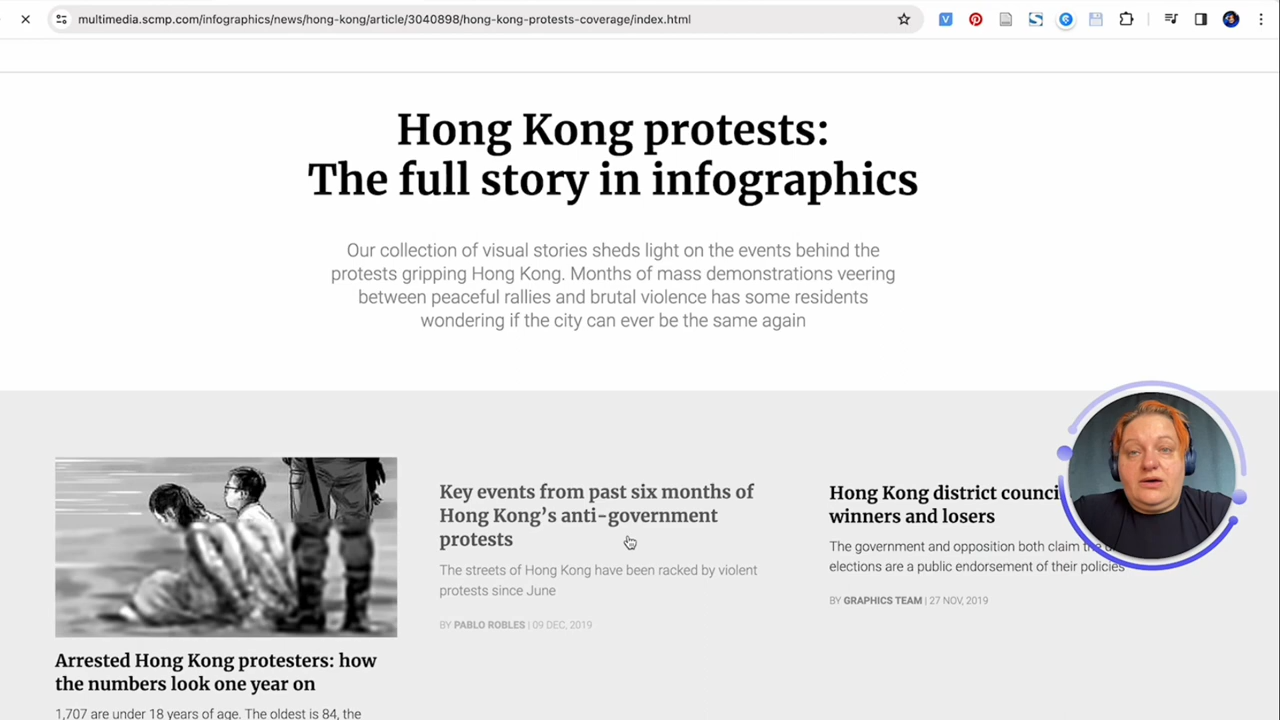 multimedia.scmp.com/infographics/news/hong-kong/article/3040898/hong-kong-protests-coverage/index.html
Hong Kong protests:
The full story in infographics
Our collection of visual stories sheds light on the events behind the
protests gripping Hong Kong. Months of mass demonstrations veering
between peaceful rallies and brutal violence has some residents
wondering if the city can ever be the same again
Arrested Hong Kong protesters: how
the numbers look one year on
1,707 are under 18 years of age. The oldest is 84, the
Key events from past six months of
Hong Kong’s anti-government
protests
The streets of Hong Kong have been racked by violent
protests since June
BY PABLO ROBLES | 09 DEC, 2019
Hong Kong district
winners and losers
The government and opposition both claim
elections are a public endorsement of their policies
BY GRAPHICS TEAM | 27 NOV, 2019